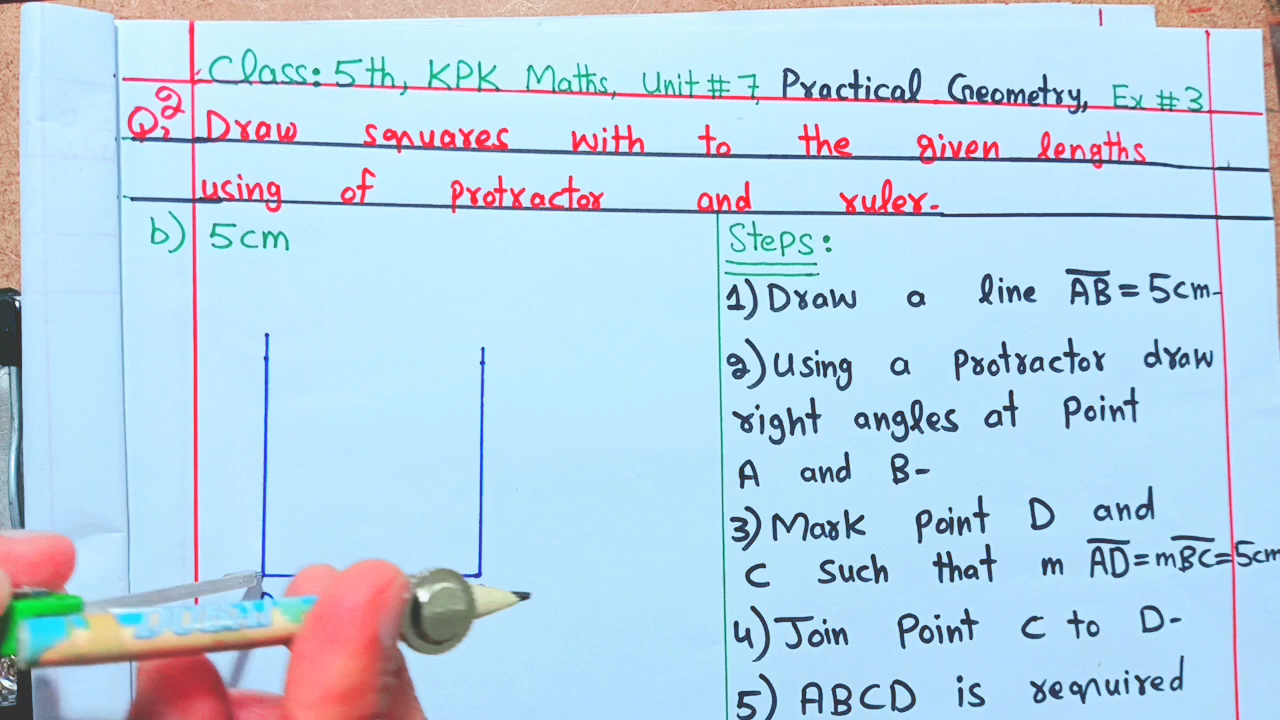 Class: 5th, KPK Maths, Unit # 7, Practical Geometry, Ex # 3
Q2, Draw squares with to the given lengths
using of protractor and ruler.
b) 5cm
Steps:
1) Draw a line AB = 5cm-
2) Using a protractor draw
right angles at point
A and B-
3) Mark point D and
C such that m AD = mBC = 5cm
4) Join point C to D-
5) ABCD is required